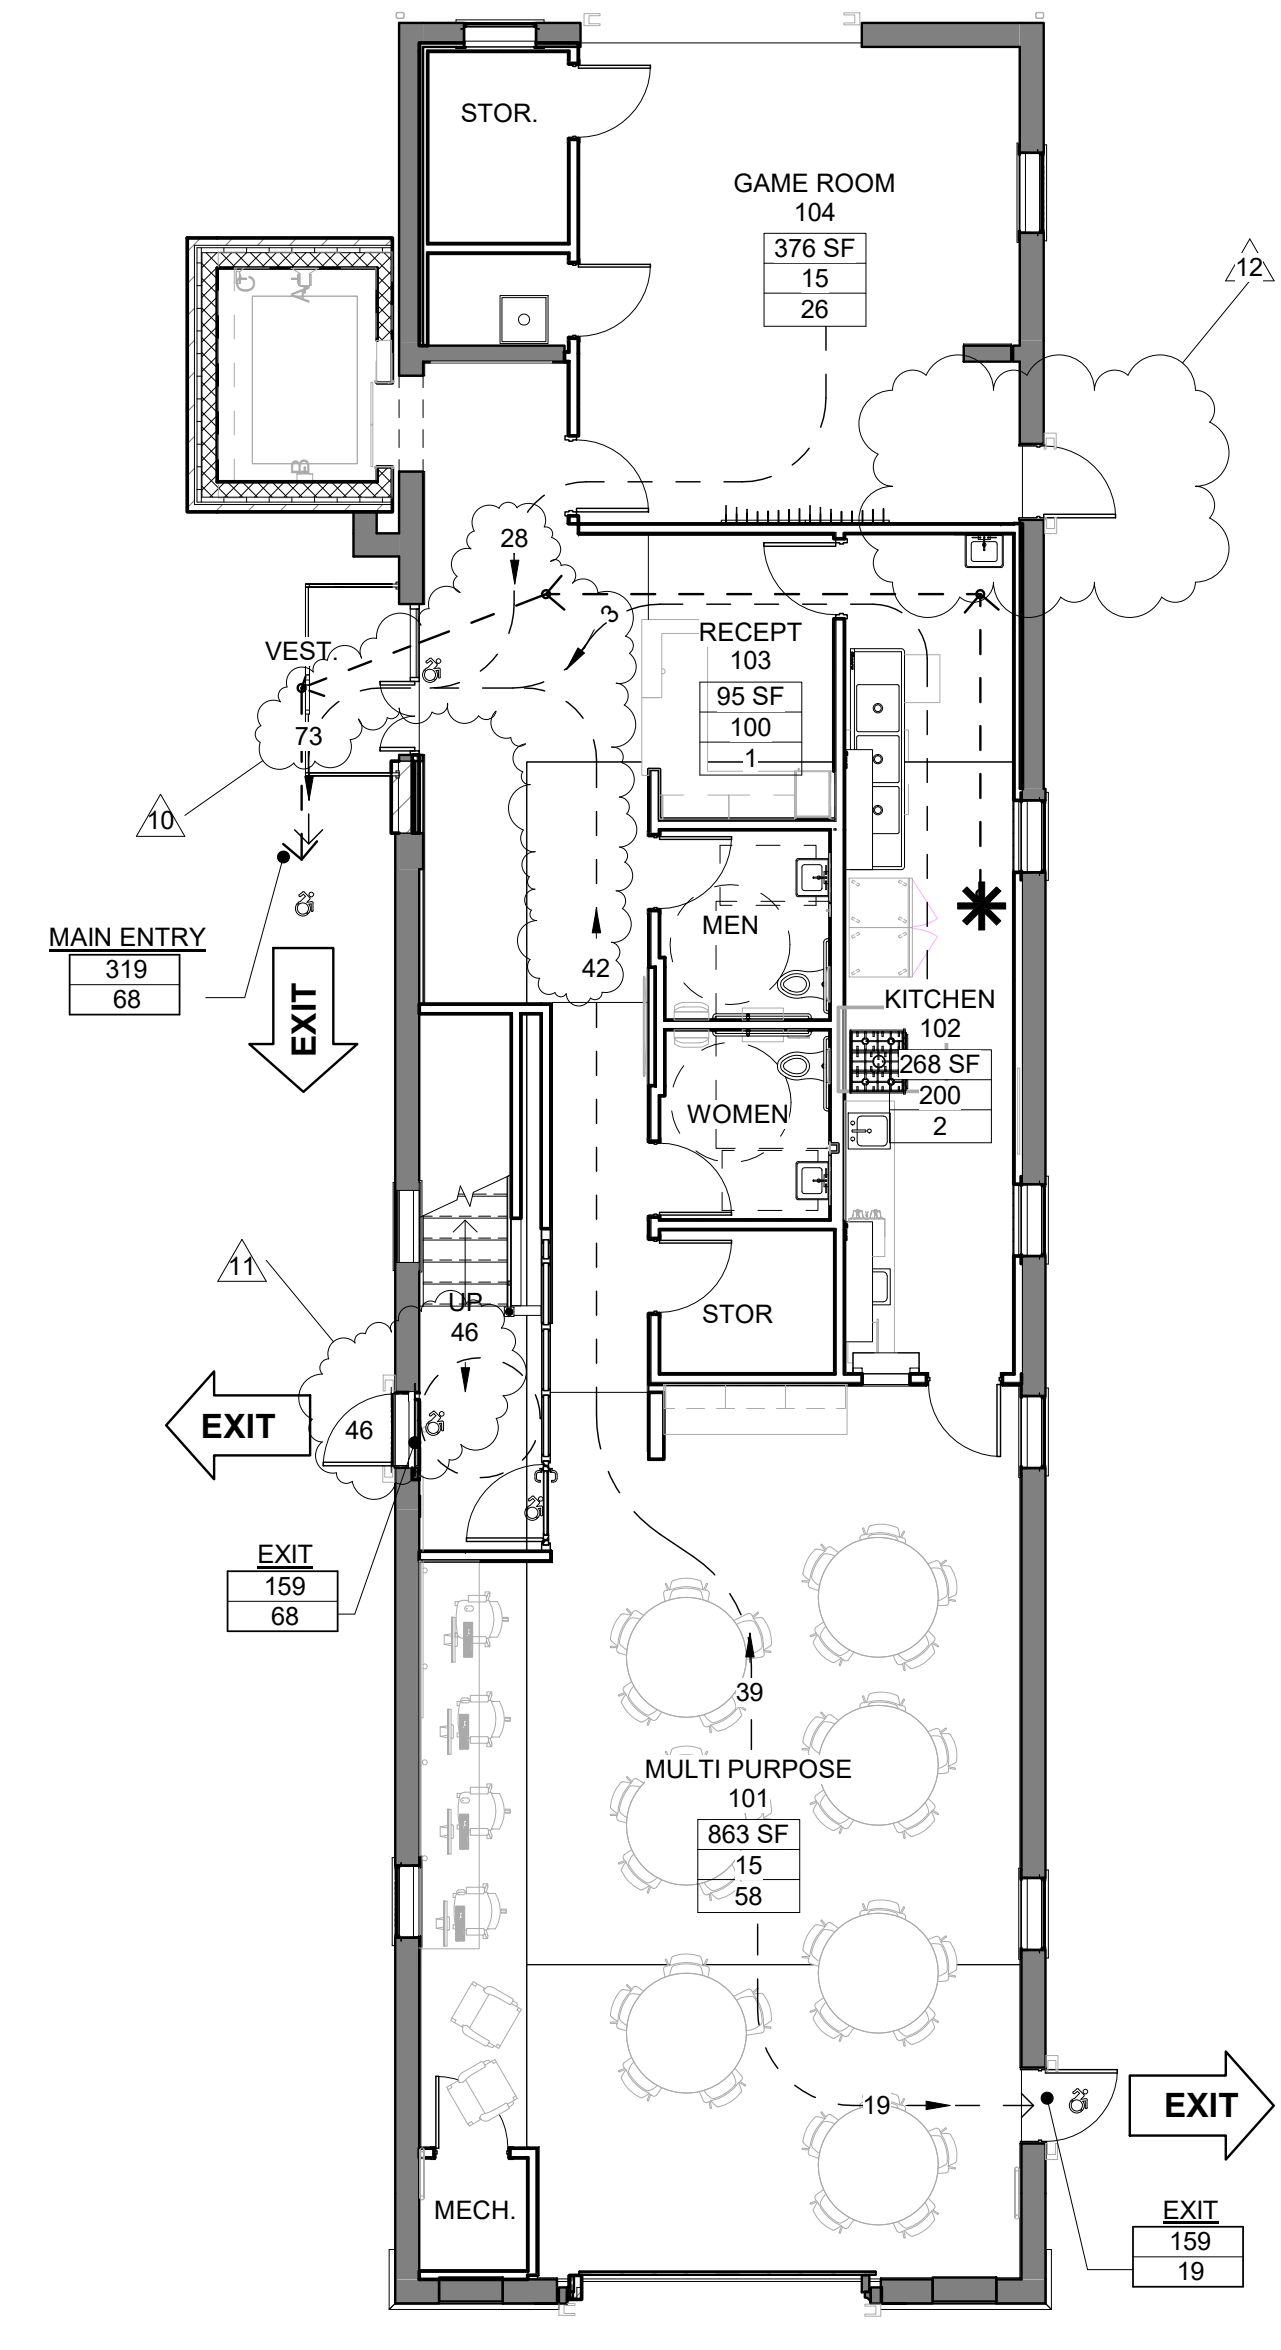 STOR.
GAME ROOM
104
376 SF
15
26
12
28
3
VEST.
RECEPT
103
95 SF
100
1
73
10
MAIN ENTRY
319
68
EXIT
MEN
42
KITCHEN
102
268 SF
200
2
WOMEN
11
UP
46
STOR
EXIT
46
EXIT
159
68
39
MULTI PURPOSE
101
863 SF
15
58
19
EXIT
MECH.
EXIT
159
19